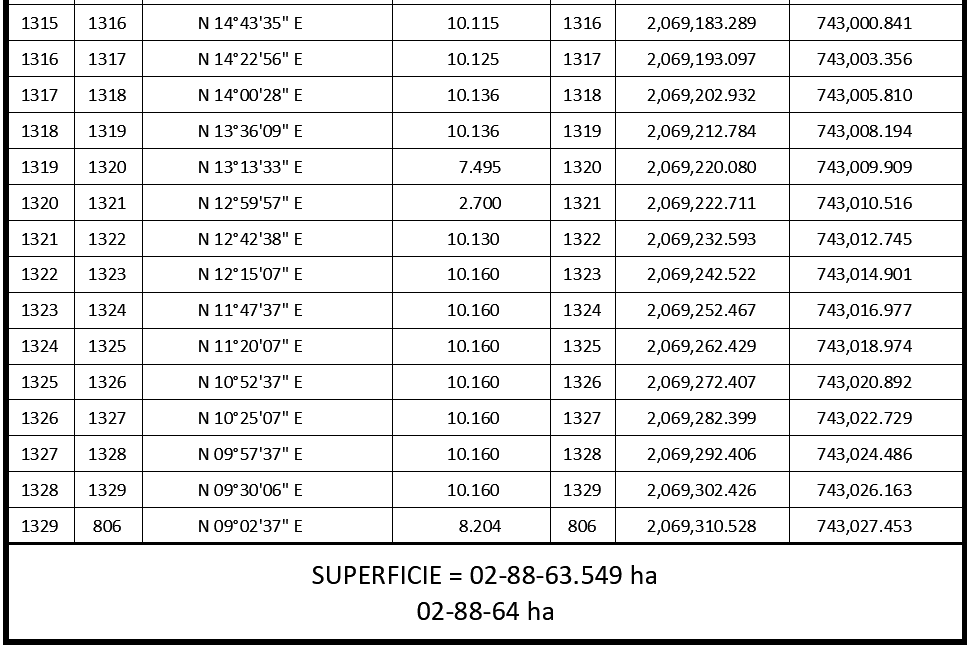 1315 1316 N 14°43'35" E 10.115 1316 2,069,183.289 743,000.841
1316 1317 N 14°22'56" E 10.125 1317 2,069,193.097 743,003.356
1317 1318 N 14°00'28" E 10.136 1318 2,069,202.932 743,005.810
1318 1319 N 13°36'09" E 10.136 1319 2,069,212.784 743,008.194
1319 1320 N 13°13'33" E 7.495 1320 2,069,220.080 743,009.909
1320 1321 N 12°59'57" E 2.700 1321 2,069,222.711 743,010.516
1321 1322 N 12°42'38" E 10.130 1322 2,069,232.593 743,012.745
1322 1323 N 12°15'07" E 10.160 1323 2,069,242.522 743,014.901
1323 1324 N 11°47'37" E 10.160 1324 2,069,252.467 743,016.977
1324 1325 N 11°20'07" E 10.160 1325 2,069,262.429 743,018.974
1325 1326 N 10°52'37" E 10.160 1326 2,069,272.407 743,020.892
1326 1327 N 10°25'07" E 10.160 1327 2,069,282.399 743,022.729
1327 1328 N 09°57'37" E 10.160 1328 2,069,292.406 743,024.486
1328 1329 N 09°30'06" E 10.160 1329 2,069,302.426 743,026.163
1329 806 N 09°02'37" E 8.204 806 2,069,310.528 743,027.453
SUPERFICIE = 02-88-63.549 ha
02-88-64 ha